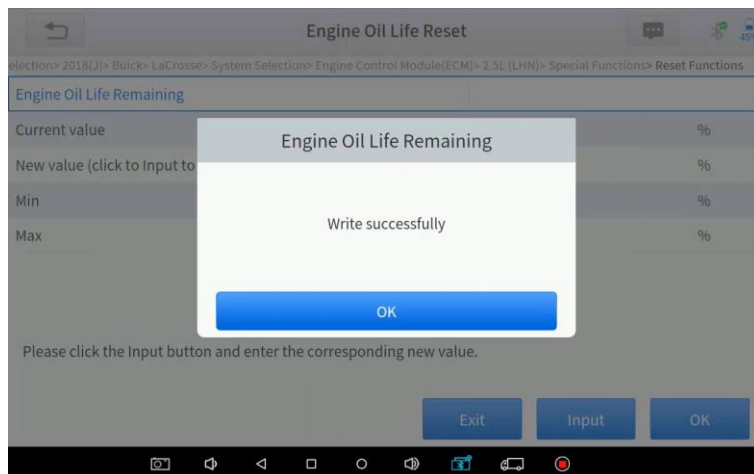 Engine Oil Life Reset
election> 2018(J)> Buick> LaCrosse> System Selection> Engine Control Module(ECM)> 2.5L (LHN)> Special Functions> Reset Functions
Engine Oil Life Remaining
Current value %
New value (click to Input to %
Min %
Max %
Engine Oil Life Remaining
Write successfully
OK
Please click the Input button and enter the corresponding new value.
Exit Input OK